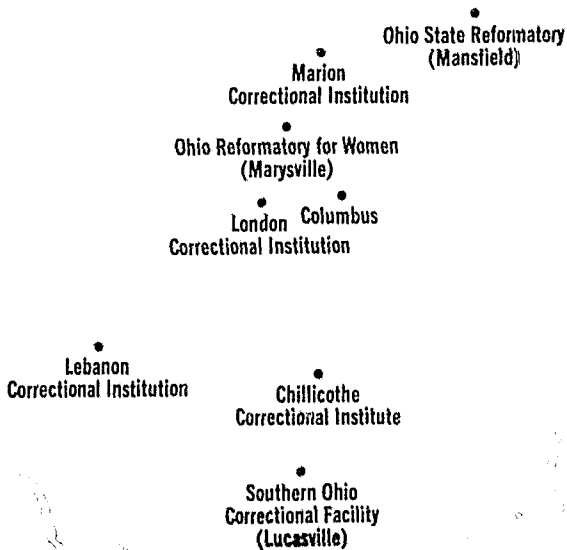 Ohio State Reformatory
(Mansfield)
Marion
Correctional Institution
Ohio Reformatory for Women
(Marysville)
London
Correctional Institution
Columbus
Lebanon
Correctional Institution
Chillicothe
Correctional Institute
Southern Ohio
Correctional Facility
(Lucasville)